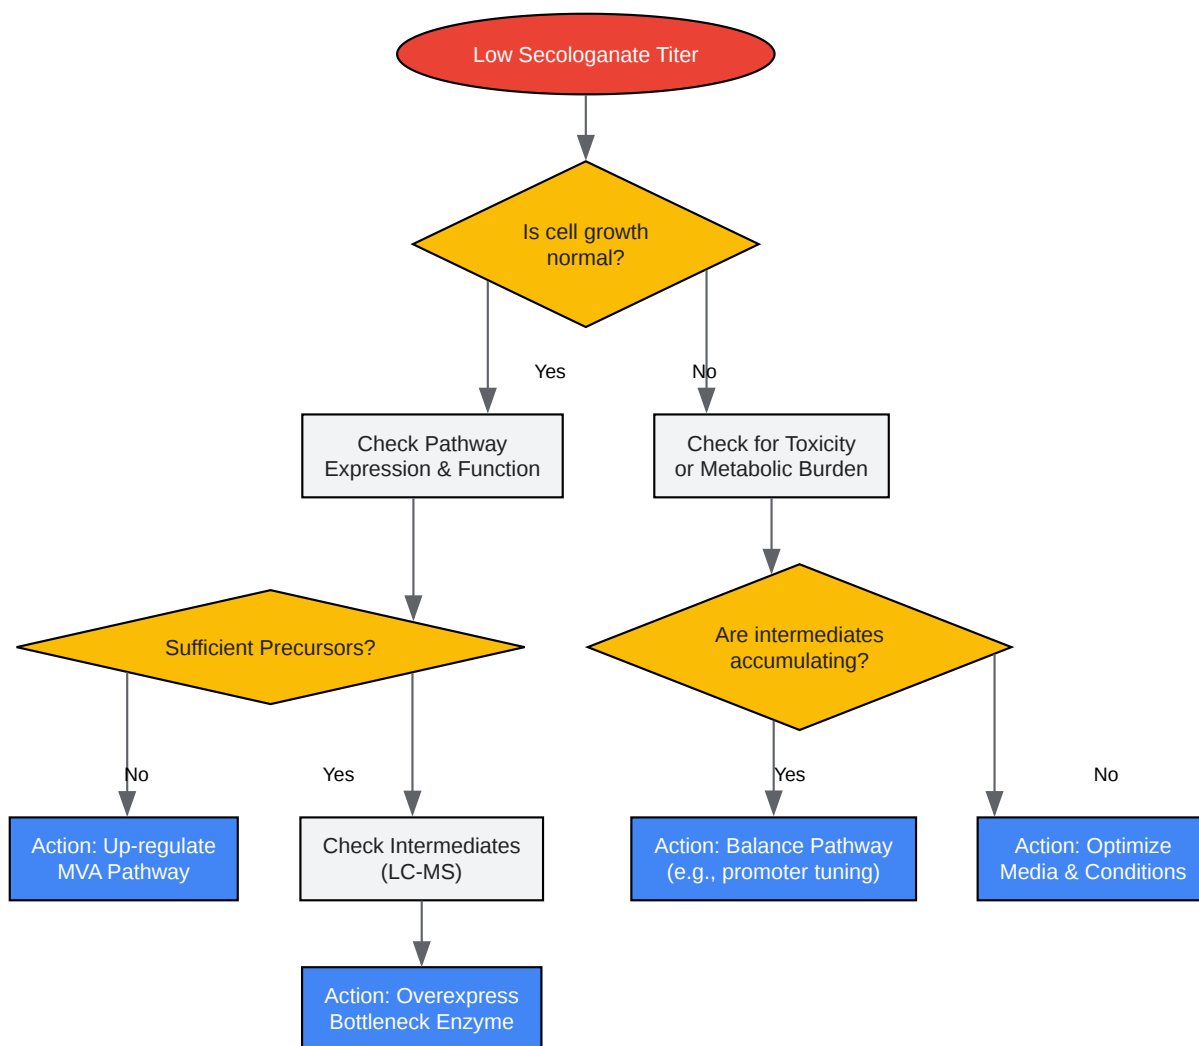 Low Secologanate Titer
Is cell growth
normal?
Yes
No
Check Pathway
Expression & Function
Check for Toxicity
or Metabolic Burden
Sufficient Precursors?
Are intermediates
accumulating?
No
Yes
Yes
No
Action: Up-regulate
MVA Pathway
Check Intermediates
(LC-MS)
Action: Balance Pathway
(e.g., promoter tuning)
Action: Optimize
Media & Conditions
Action: Overexpress
Bottleneck Enzyme